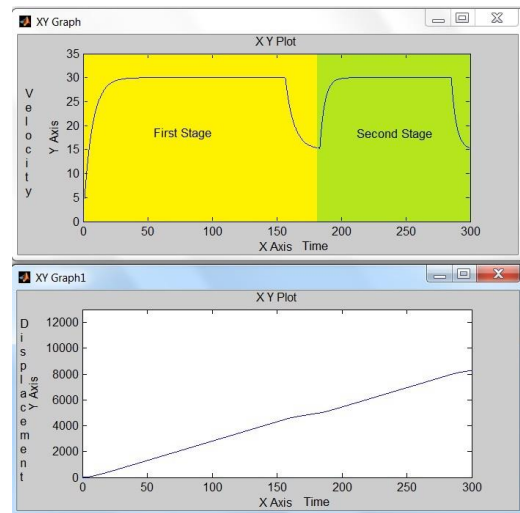 XY Graph
X Y Plot
Velocity
Y Axis
35
30
25
20
15
10
5
0
First Stage
Second Stage
0 50 100 150 200 250 300
X Axis Time
XY Graph1
X Y Plot
Displacement
Y Axis
12000
10000
8000
6000
4000
2000
0
0 50 100 150 200 250 300
X Axis Time